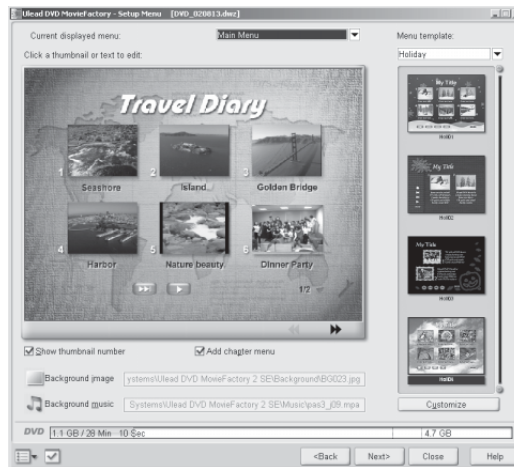 Ulead DVD MovieFactory - Setup Menu [DVD_020813.dwz]
Current displayed menu:
Main Menu
Menu template:
Click a thumbnail or text to edit:
Holiday
Travel Diary
1
2
3
Seashore
Island
Golden Bridge
4
5
6
Harbor
Nature beauty
Dinner Party
1/2
My Title
HoliD1
My Title
HoliD2
My Title
HoliD3
HoliD4
Show thumbnail number
Add chapter menu
Background image
ystems\Ulead DVD MovieFactory 2 SE\Background\BG023.jpg
Background music
Systems\Ulead DVD MovieFactory 2 SE\Music\pas3_j09.mpa
Customize
DVD
1.1 GB / 28 Min 10 Sec
4.7 GB
<Back
Next>
Close
Help